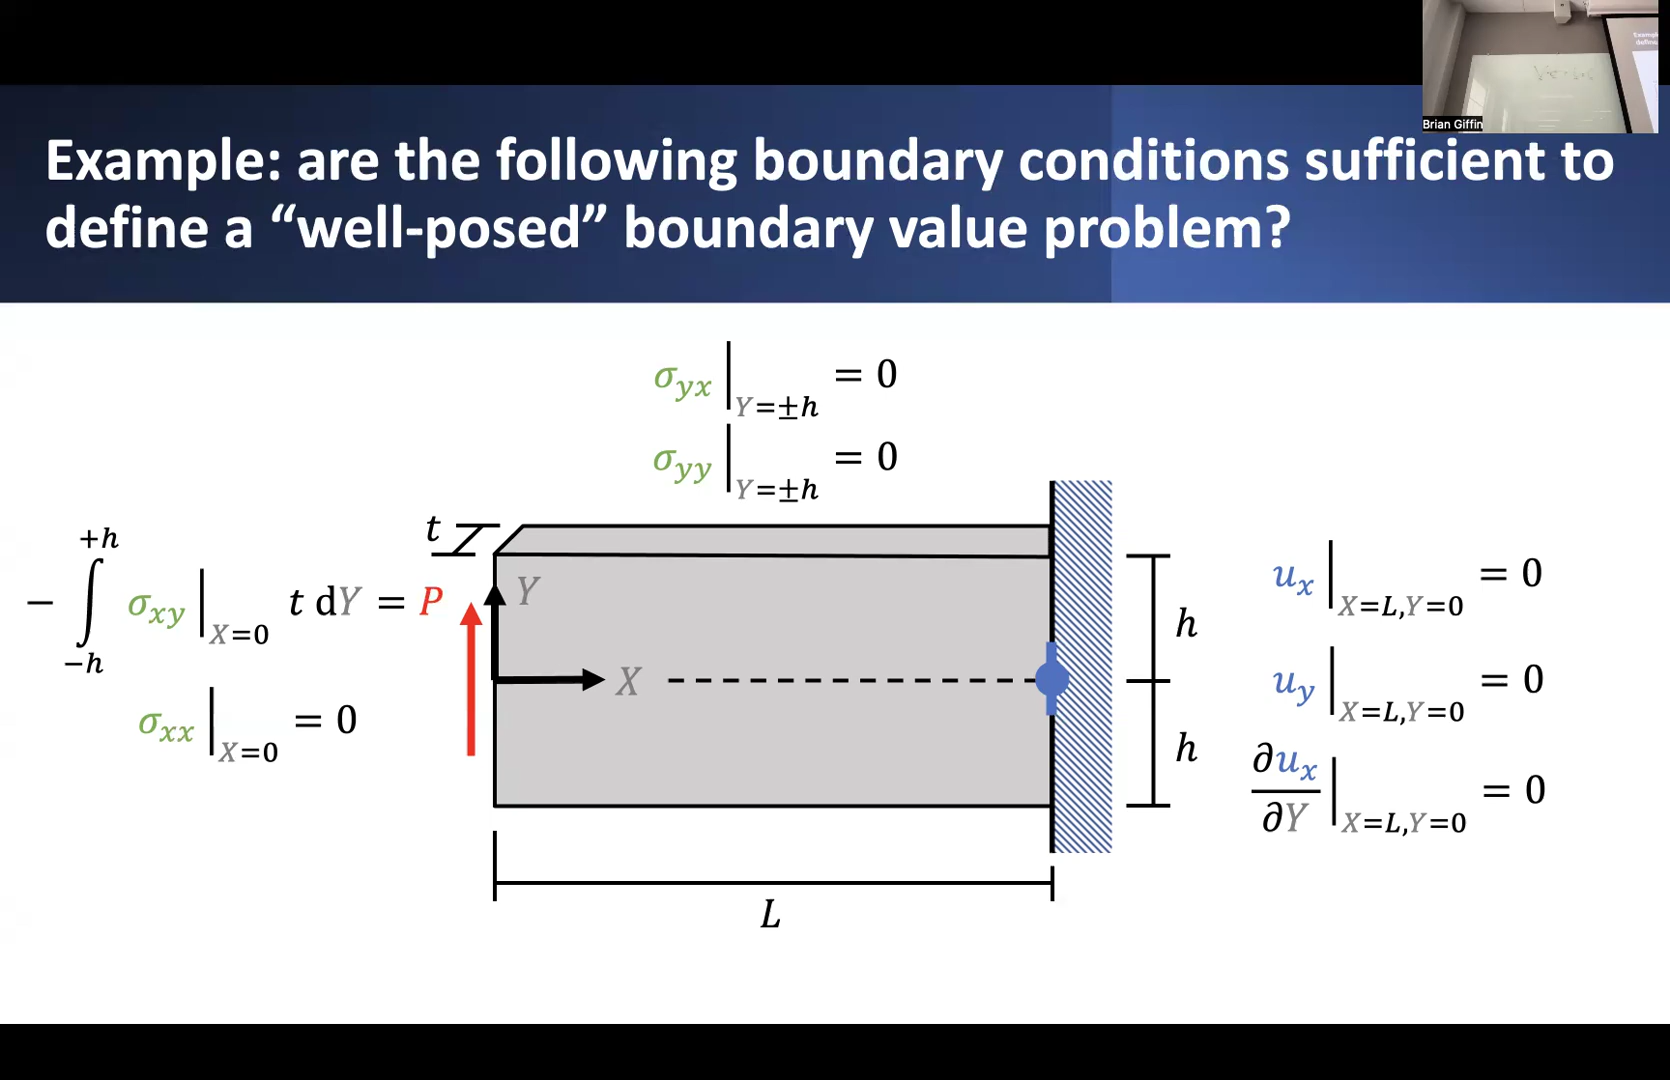 Brian Giffin
Example: are the following boundary conditions sufficient to
define a “well-posed” boundary value problem?
σ_yx |_{Y=±h} = 0
σ_yy |_{Y=±h} = 0
− ∫_{−h}^{+h} σ_xy |_{X=0} t dY = P
σ_xx |_{X=0} = 0
t
Y
X
h
h
L
u_x |_{X=L,Y=0} = 0
u_y |_{X=L,Y=0} = 0
∂u_x/∂Y |_{X=L,Y=0} = 0